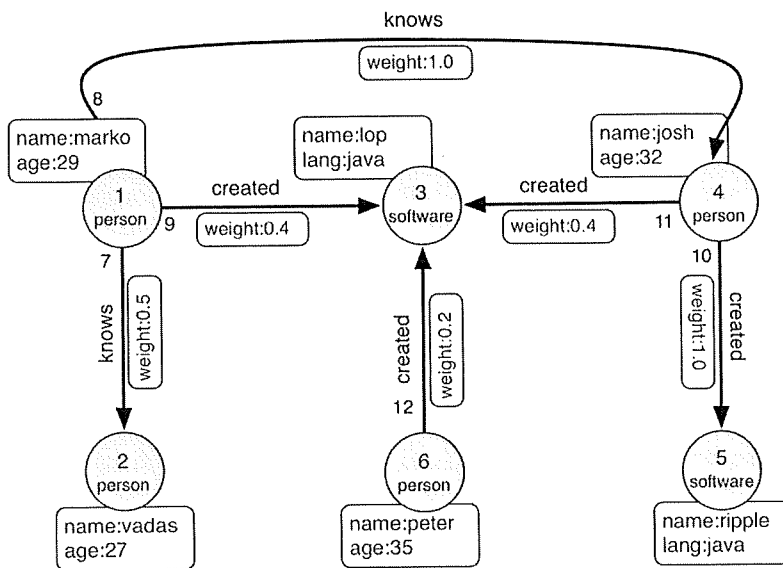 knows
weight:1.0
8
name:marko
age:29
name:lop
lang:java
name:josh
age:32
1
person
created
9
weight:0.4
3
software
created
weight:0.4
11
4
person
7
knows
weight:0.5
created
weight:0.2
12
10
weight:1.0
created
2
person
name:vadas
age:27
6
person
name:peter
age:35
5
software
name:ripple
lang:java